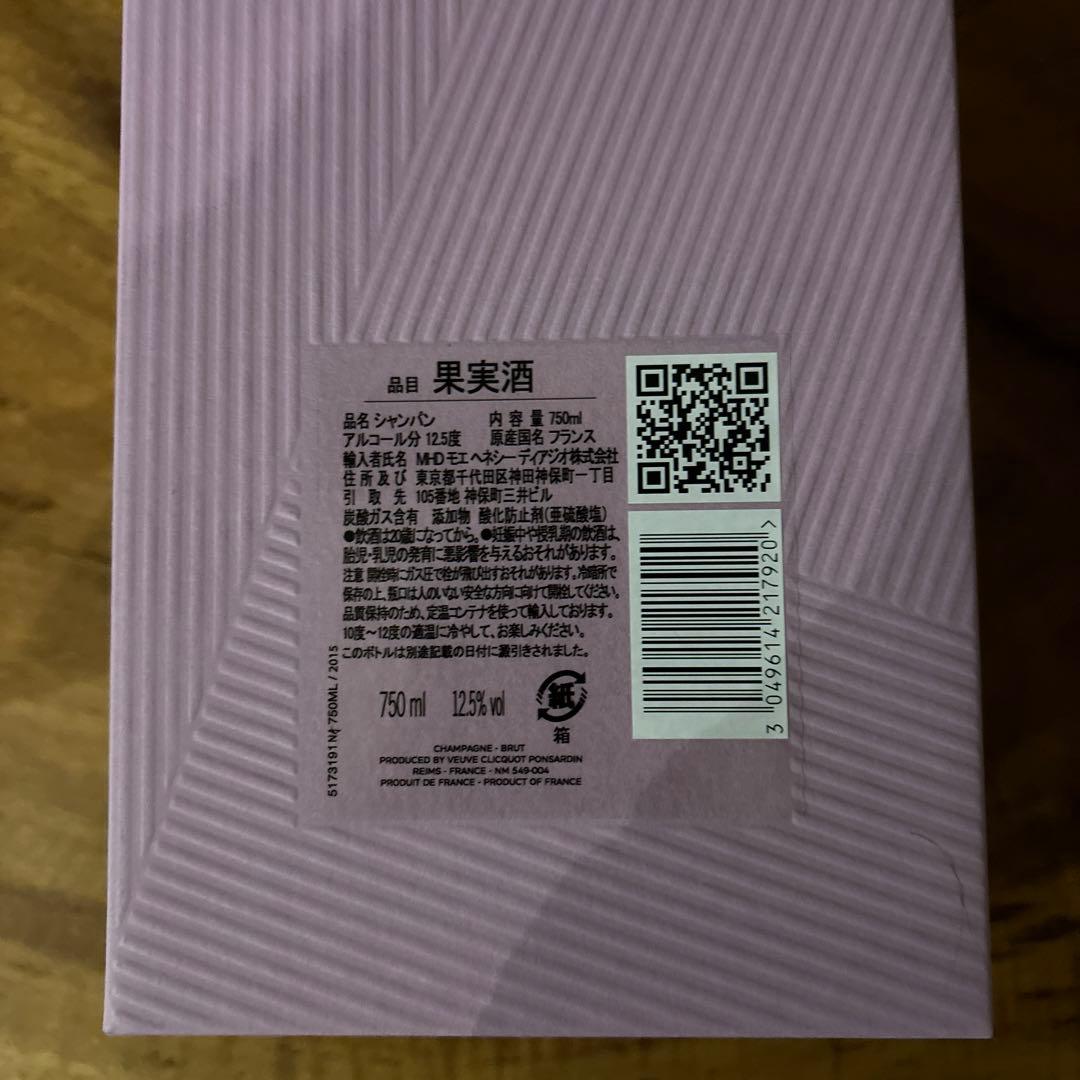 品目 果実酒
品名 シャンパン 内容量 750ml
アルコール分 12.5度 原産国名 フランス
輸入者氏名 MHD モエ ヘネシー ディアジオ株式会社
住所及び 東京都千代田区神田神保町一丁目
引取先 105番地 神保町三井ビル
炭酸ガス含有 添加物 酸化防止剤(亜硫酸塩)
●飲酒は20歳になってから。●妊娠中や授乳期の飲酒は、
胎児・乳児の発育に悪影響を与えるおそれがあります。
注意 開栓時にガス圧で栓が飛び出すおそれがあります。冷暗所で
保存の上、瓶口は人のいない安全な方向に向けて開栓してください。
品質保持のため、定温コンテナを使って輸入しております。
10度～12度の適温に冷やして、お楽しみください。
このボトルは別途記載の日付に澱引きされました。
750 ml 12.5% vol
紙
箱
CHAMPAGNE - BRUT
PRODUCED BY VEUVE CLICQUOT PONSARDIN
REIMS - FRANCE - NM 549-004
PRODUIT DE FRANCE - PRODUCT OF FRANCE
750ML / 2015
3 049614 217920 >